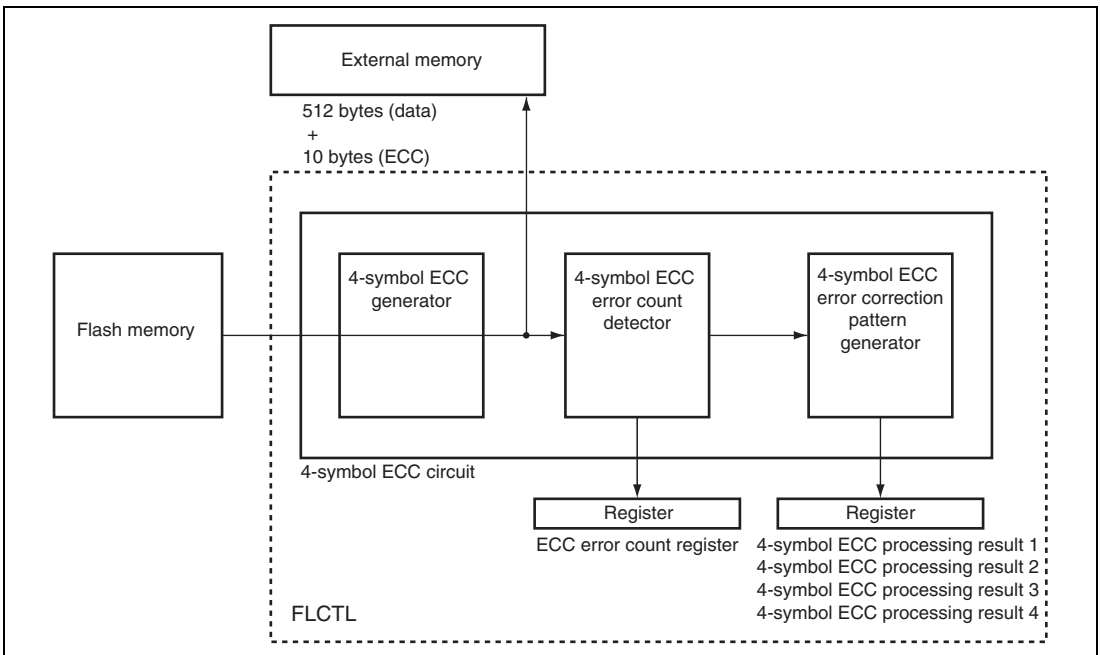 External memory
512 bytes (data)
+
10 bytes (ECC)
Flash memory
4-symbol ECC
generator
4-symbol ECC
error count
detector
4-symbol ECC
error correction
pattern
generator
4-symbol ECC circuit
Register
ECC error count register
Register
4-symbol ECC processing result 1
4-symbol ECC processing result 2
4-symbol ECC processing result 3
4-symbol ECC processing result 4
FLCTL